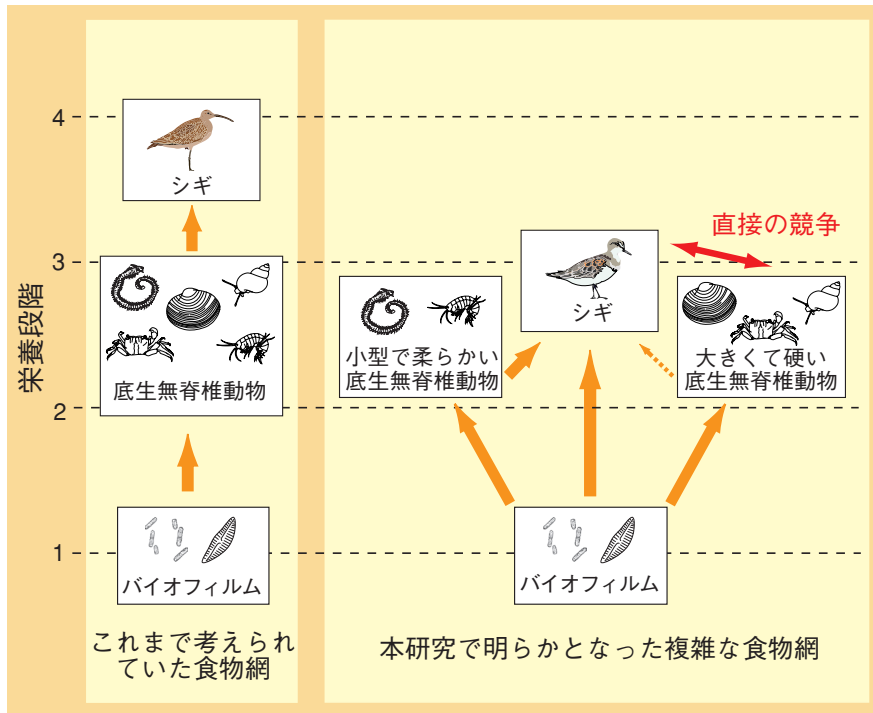 栄養段階
4
3
2
1
シギ
底生無脊椎動物
バイオフィルム
これまで考えられ
ていた食物網
直接の競争
シギ
小型で柔らかい
底生無脊椎動物
大きくて硬い
底生無脊椎動物
バイオフィルム
本研究で明らかとなった複雑な食物網